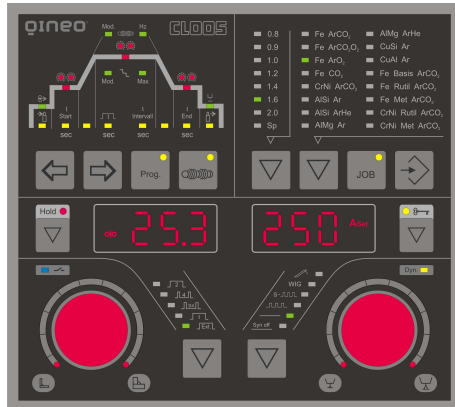 QINEO CLOOS
Mod. Hz
Mod. Max
Start Intervall End
sec sec sec sec
Prog.
0.8 Fe ArCO₂ AlMg ArHe
0.9 Fe ArCO₂O₂ CuSi Ar
1.0 Fe ArO₂ CuAl Ar
1.2 Fe CO₂ Fe Basis ArCO₂
1.4 CrNi ArCO₂ Fe Rutil ArCO₂
1.6 AlSi Ar Fe Met ArCO₂
2.0 AlSi ArHe CrNi Rutil ArCO₂
Sp AlMg Ar CrNi Met ArCO₂
JOB
Hold
25.3
250 ASet
Dyn.
WIG
S-
Syn off